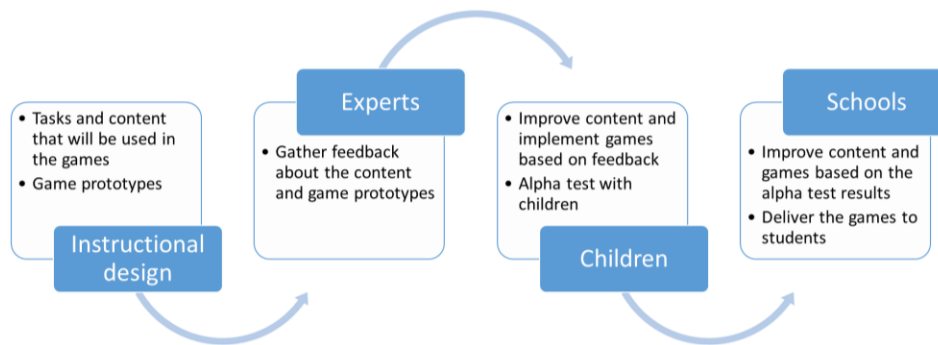 • Tasks and content
that will be used in
the games
• Game prototypes
Instructional
design
Experts
• Gather feedback
about the content
and game prototypes
• Improve content and
implement games
based on feedback
• Alpha test with
children
Children
Schools
• Improve content and
games based on the
alpha test results
• Deliver the games to
students